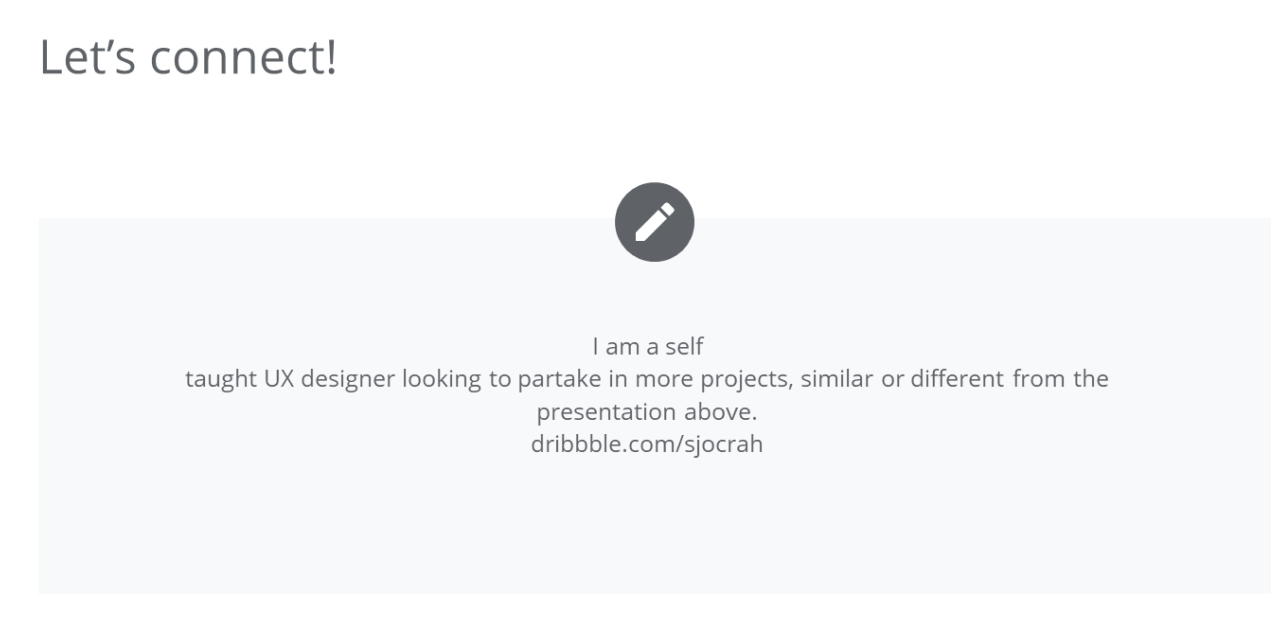 Let’s connect!
I am a self
taught UX designer looking to partake in more projects, similar or different from the
presentation above.
dribbble.com/sjocrah